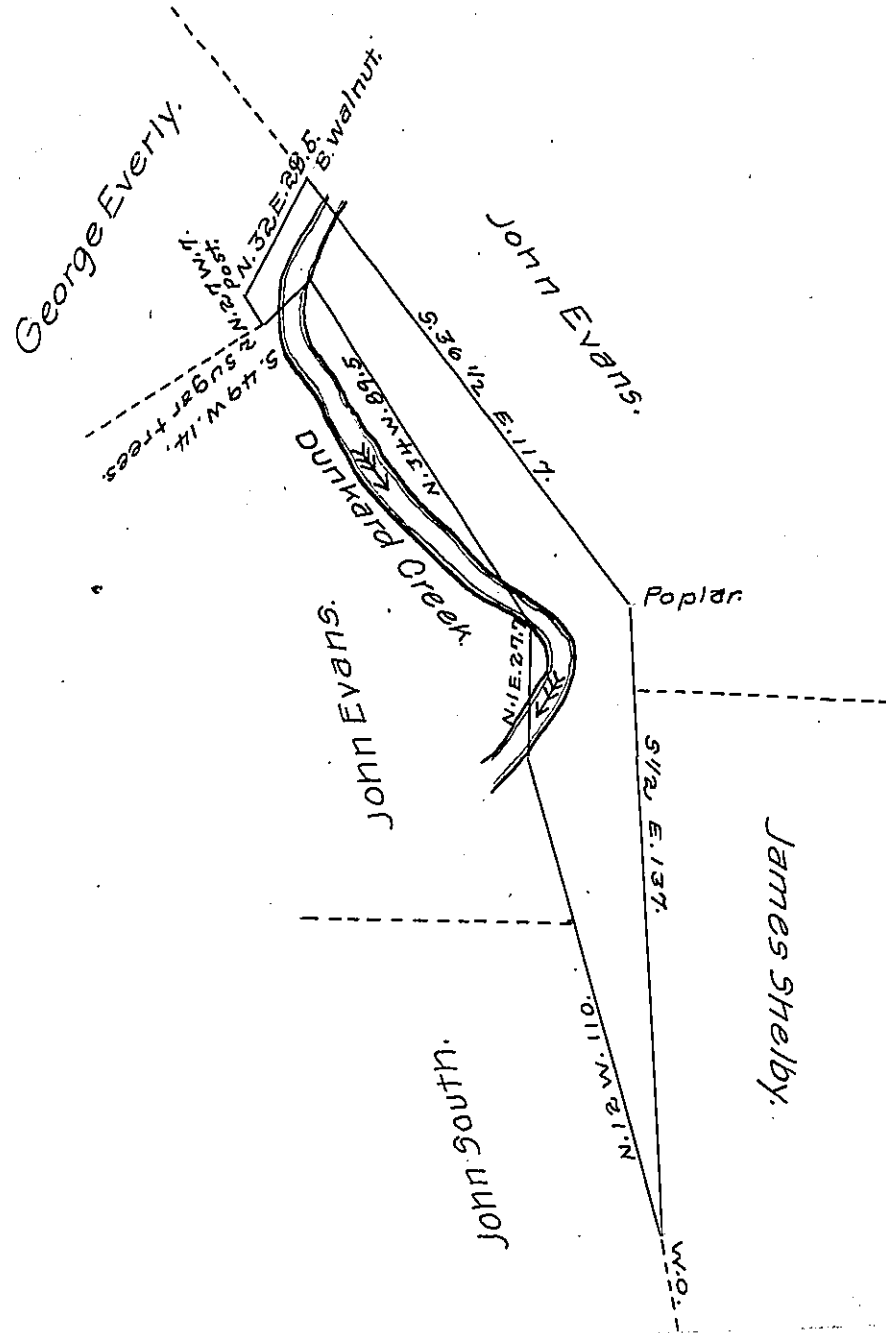 George Everly.
B. Walnut.
N. 32 E. 28.5.
Post.
N. 27 W. 7.
2 sugar trees.
S. 49 W. 14.
John Evans.
S. 36 1/2 E. 117.
N. 34 W. 89.5
Dunkard Creek.
Poplar.
N. 1 E. 27.7
John Evans.
S 1/2 E. 137.
James Shelby.
N. 12 W. 110.
John South.
W.O.